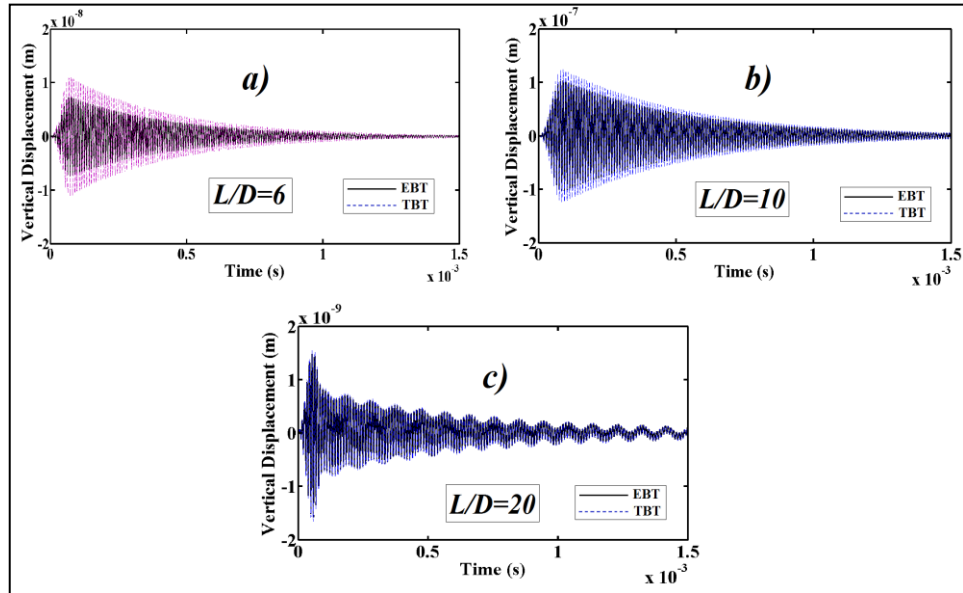 x 10^-8
2
1
0
-1
-2
Vertical Displacement (m)
a)
L/D=6
EBT
TBT
0
0.5
1
1.5
Time (s)
x 10^-3
x 10^-7
2
1
0
-1
-2
Vertical Displacement (m)
b)
L/D=10
EBT
TBT
0
0.5
1
1.5
Time (s)
x 10^-3
x 10^-9
2
1
0
-1
-2
Vertical Displacement (m)
c)
L/D=20
EBT
TBT
0
0.5
1
1.5
Time (s)
x 10^-3